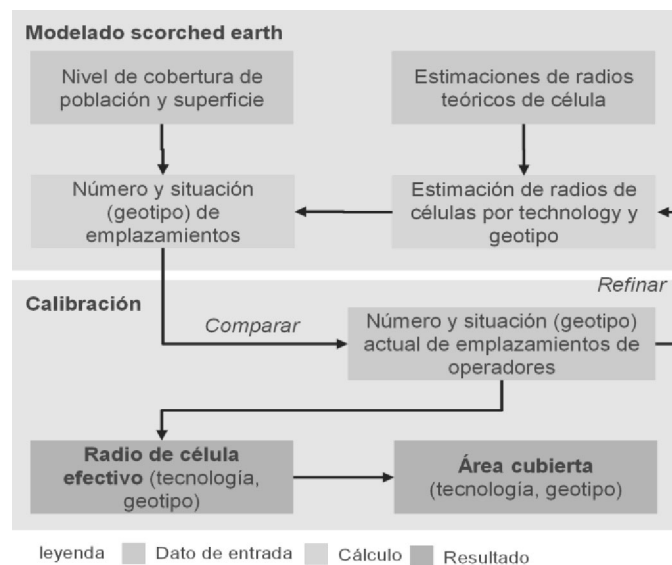 Modelado scorched earth
Nivel de cobertura de
población y superficie
Estimaciones de radios
teóricos de célula
Número y situación
(geotipo) de
emplazamientos
Estimación de radios de
células por technology y
geotipo
Refinar
Calibración
Comparar
Número y situación (geotipo)
actual de emplazamientos de
operadores
Radio de célula
efectivo (tecnología,
geotipo)
Área cubierta
(tecnología, geotipo)
leyenda
Dato de entrada
Cálculo
Resultado